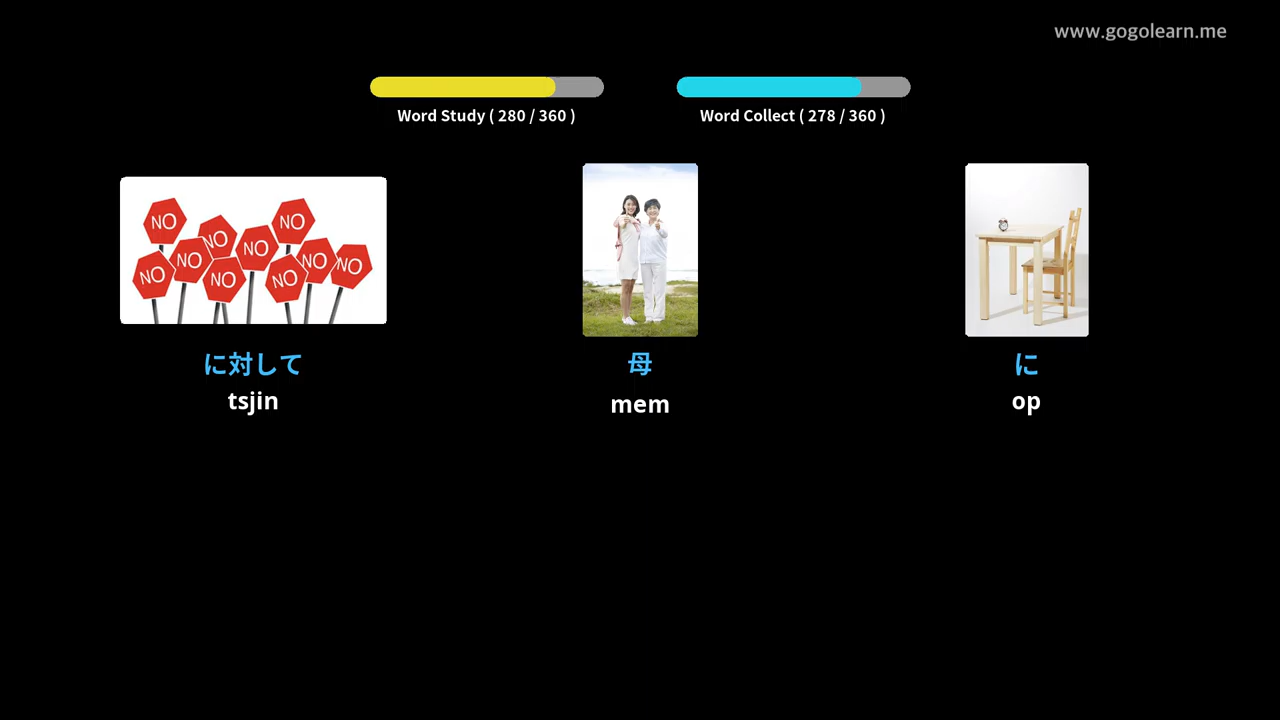 www.gogolearn.me
Word Study ( 280 / 360 )
Word Collect ( 278 / 360 )
NO
NO
NO
NO
NO
NO
NO
NO
NO
に対して
tsjin
母
mem
に
op